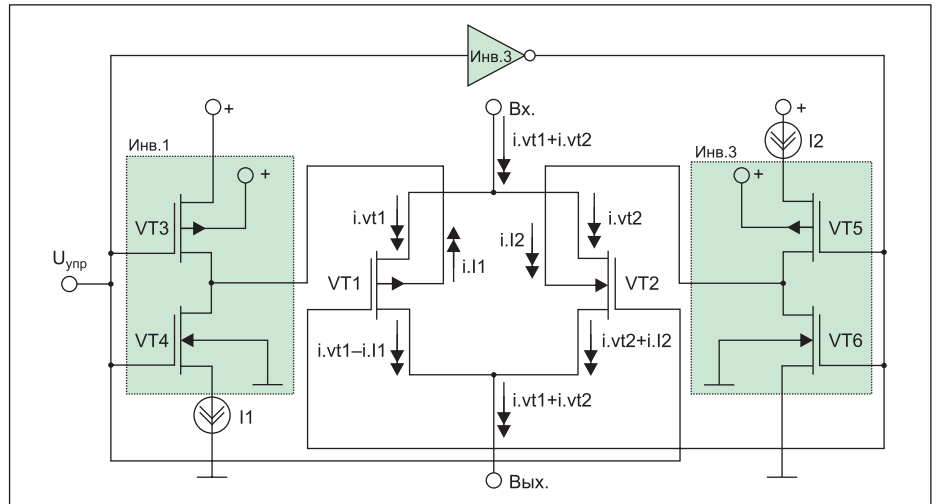 Инв.3
+
Вх.
+
i.vt1+i.vt2
I2
Инв.1
Инв.3
+
+
VT3
i.vt1
i.vt2
VT5
i.I2
Uупр
i.I1
VT1
VT2
VT4
i.vt1–i.I1
i.vt2+i.I2
VT6
i.vt1+i.vt2
I1
Вых.